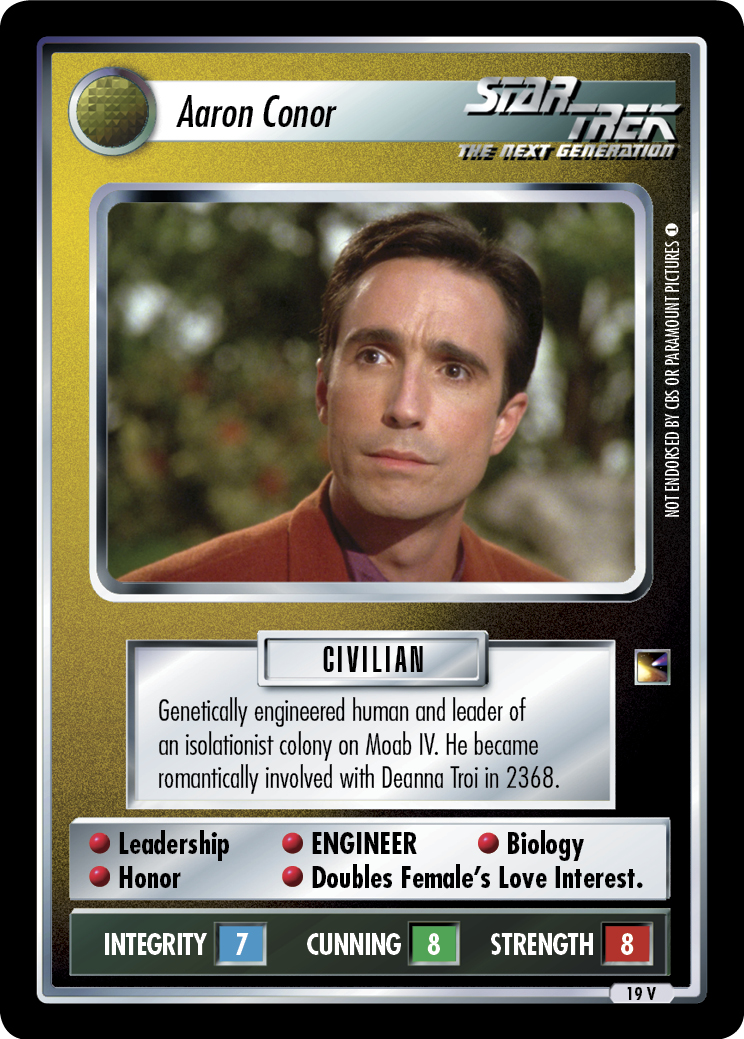 Aaron Conor
STAR TREK
THE NEXT GENERATION
NOT ENDORSED BY CBS OR PARAMOUNT PICTURES 1
CIVILIAN
Genetically engineered human and leader of
an isolationist colony on Moab IV. He became
romantically involved with Deanna Troi in 2368.
Leadership ENGINEER Biology
Honor Doubles Female's Love Interest.
INTEGRITY 7 CUNNING 8 STRENGTH 8
19 V